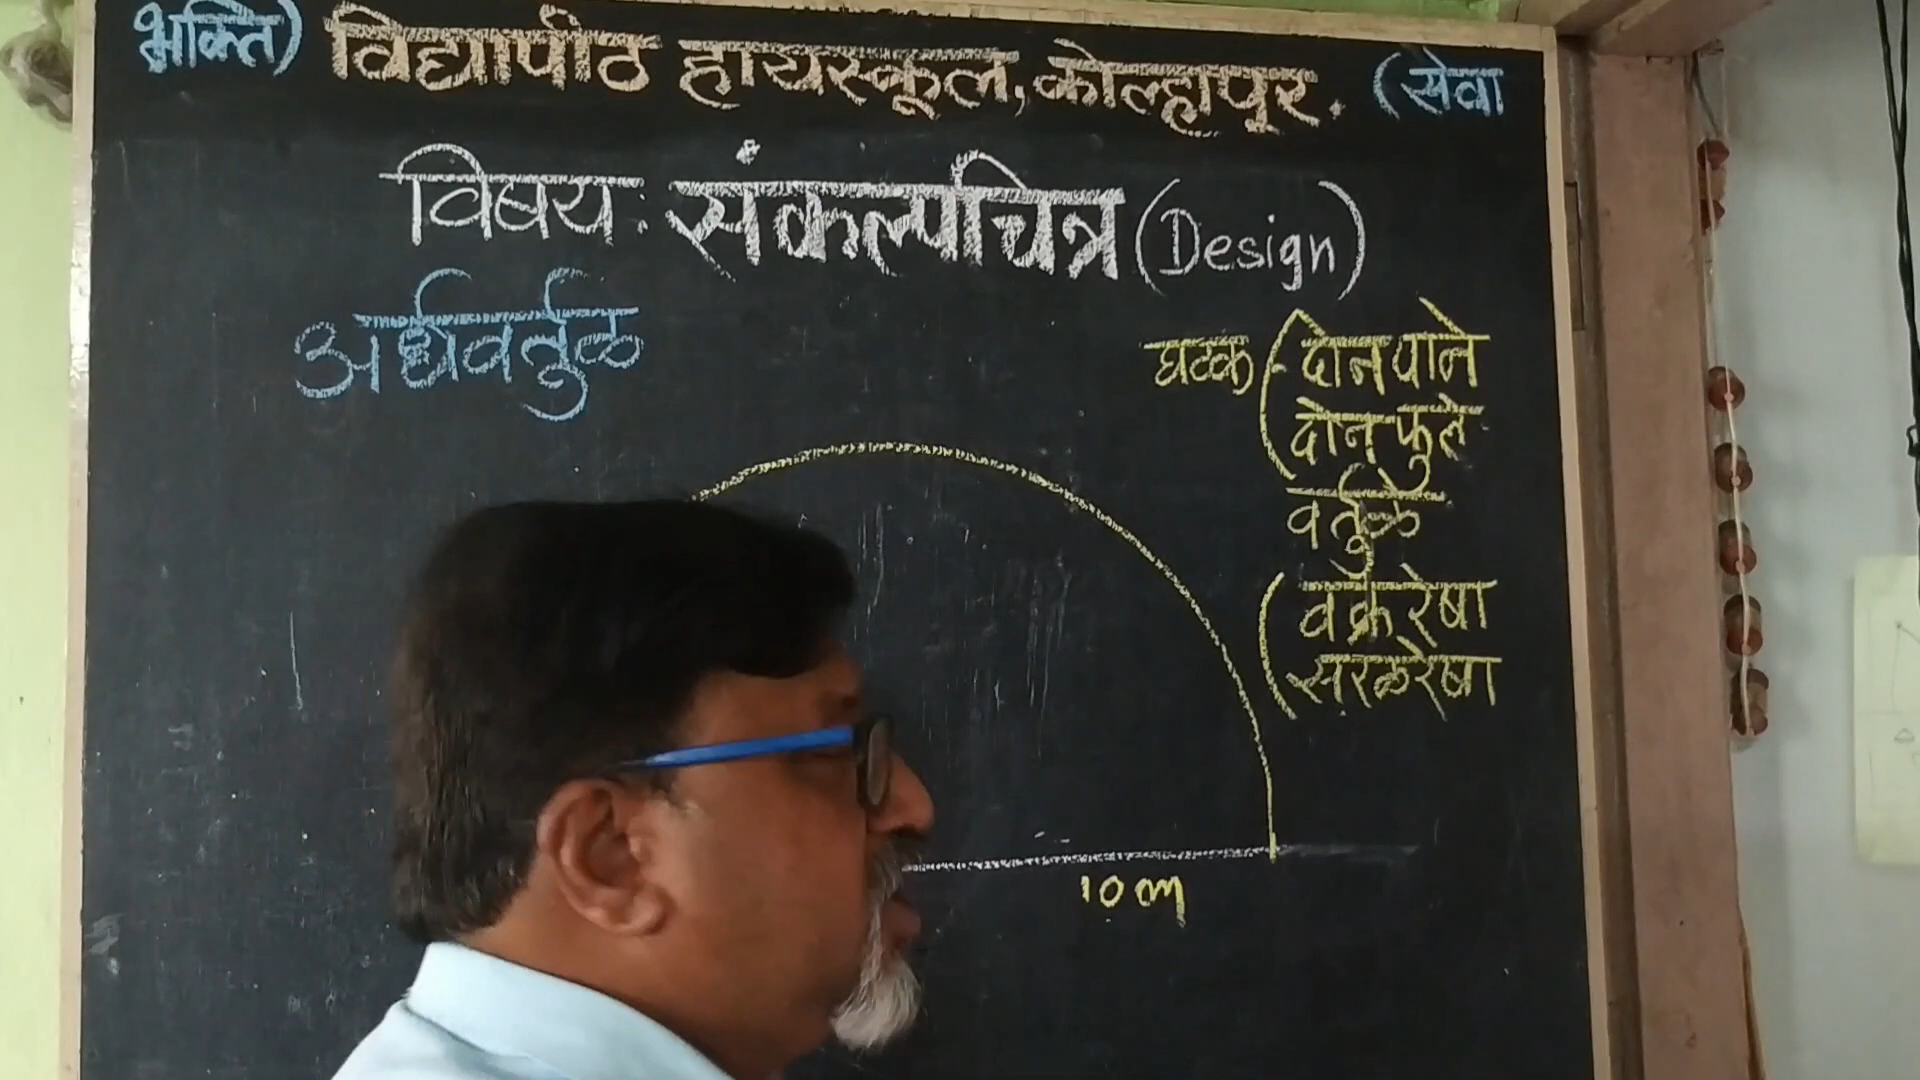 भक्ति) विद्यापीठ हायस्कूल, कोल्हापूर. (सेवा
विषय: संकल्पचित्र (Design)
अर्धवर्तुळ
घटक (- दोन पाने
दोन फुले
वर्तुळे
(वक्ररेषा
सरळरेषा
10 cm